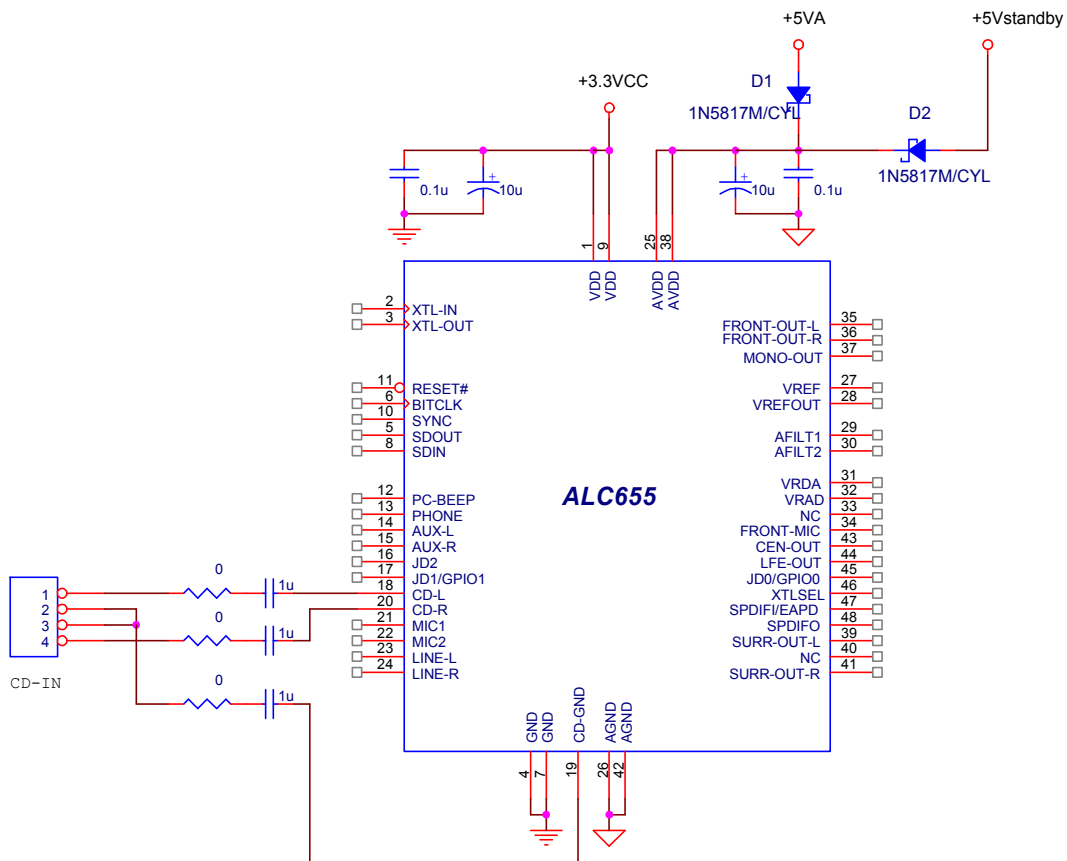 +5VA
+5Vstandby
+3.3VCC
D1
1N5817M/CYL
D2
1N5817M/CYL
0.1u
10u
10u
0.1u
1
9
25
38
VDD
VDD
AVDD
AVDD
2 XTL-IN
3 XTL-OUT
11 RESET#
6 BITCLK
10 SYNC
5 SDOUT
8 SDIN
12 PC-BEEP
13 PHONE
14 AUX-L
15 AUX-R
16 JD2
17 JD1/GPIO1
18 CD-L
20 CD-R
21 MIC1
22 MIC2
23 LINE-L
24 LINE-R
ALC655
FRONT-OUT-L 35
FRONT-OUT-R 36
MONO-OUT 37
VREF 27
VREFOUT 28
AFILT1 29
AFILT2 30
VRDA 31
VRAD 32
NC 33
FRONT-MIC 34
CEN-OUT 43
LFE-OUT 44
JD0/GPIO0 45
XTLSEL 46
SPDIFI/EAPD 47
SPDIFO 48
SURR-OUT-L 39
NC 40
SURR-OUT-R 41
0
1u
0
1u
0
1u
1
2
3
4
CD-IN
GND
GND
CD-GND
AGND
AGND
4
7
19
26
42